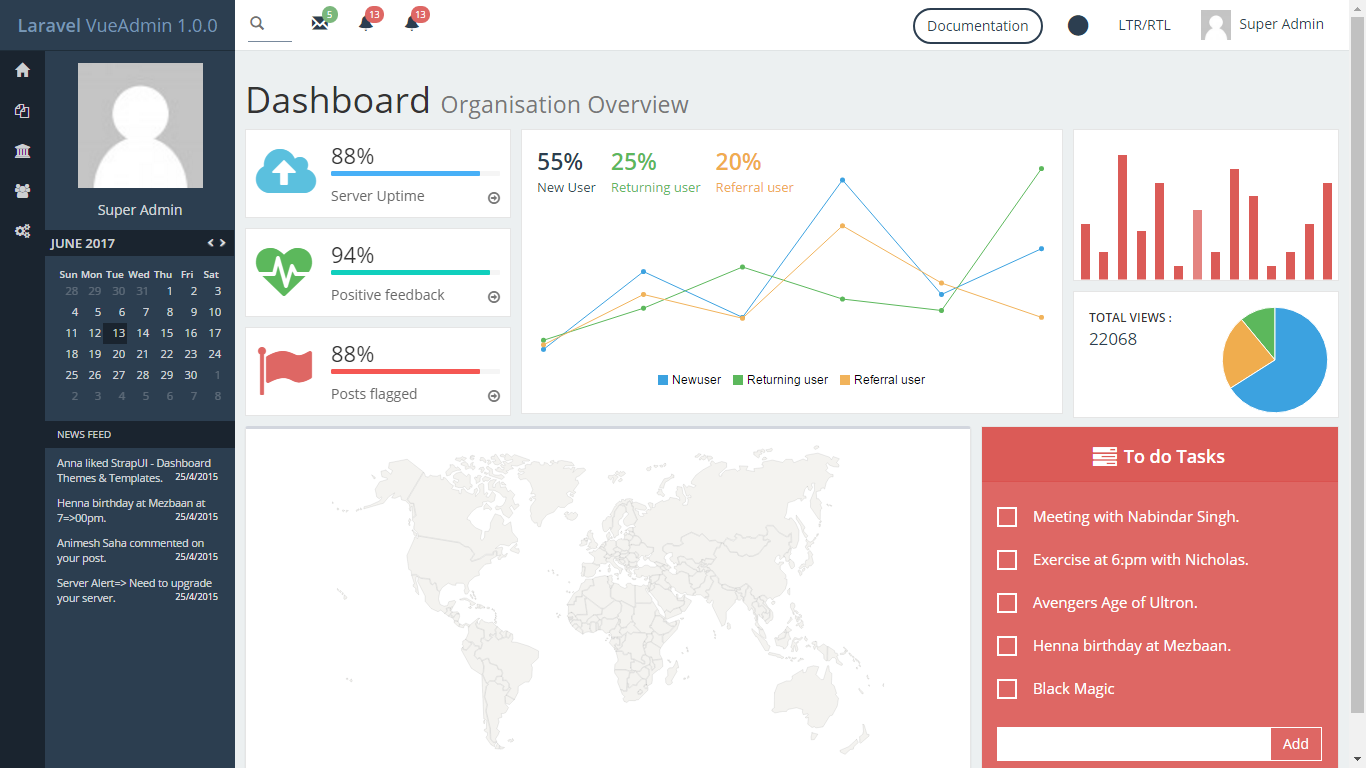 Laravel VueAdmin 1.0.0
5
13
13
Documentation
LTR/RTL
Super Admin
Super Admin
JUNE 2017
Sun Mon Tue Wed Thu Fri Sat
28 29 30 31 1 2 3
4 5 6 7 8 9 10
11 12 13 14 15 16 17
18 19 20 21 22 23 24
25 26 27 28 29 30 1
2 3 4 5 6 7 8
NEWS FEED
Anna liked StrapUI - Dashboard
Themes & Templates. 25/4/2015
Henna birthday at Mezbaan at
7=>00pm. 25/4/2015
Animesh Saha commented on
your post. 25/4/2015
Server Alert=> Need to upgrade
your server. 25/4/2015
Dashboard Organisation Overview
88%
Server Uptime
94%
Positive feedback
88%
Posts flagged
55% 25% 20%
New User Returning user Referral user
Newuser Returning user Referral user
TOTAL VIEWS :
22068
To do Tasks
Meeting with Nabindar Singh.
Exercise at 6:pm with Nicholas.
Avengers Age of Ultron.
Henna birthday at Mezbaan.
Black Magic
Add